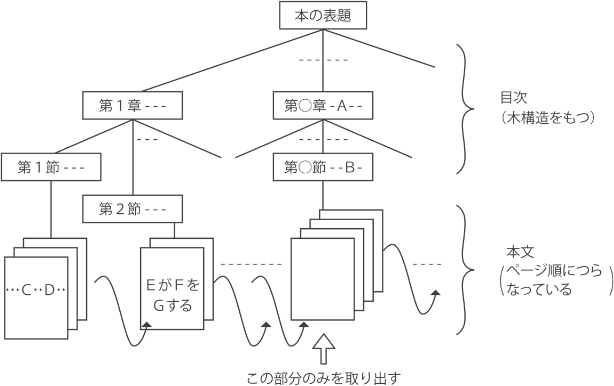 本の表題
第1章---
第○章-A--
目次
(木構造をもつ)
第1節---
第○節--B-
第2節---
本文
(ページ順につら
なっている)
…C‥D‥
EがFを
Gする
この部分のみを取り出す